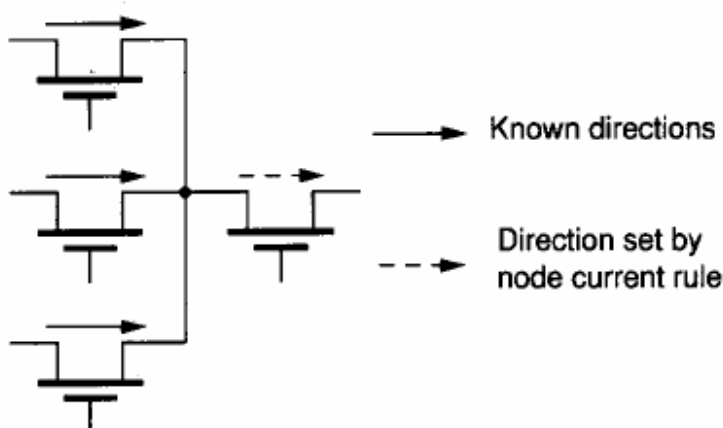 Known directions
Direction set by
node current rule